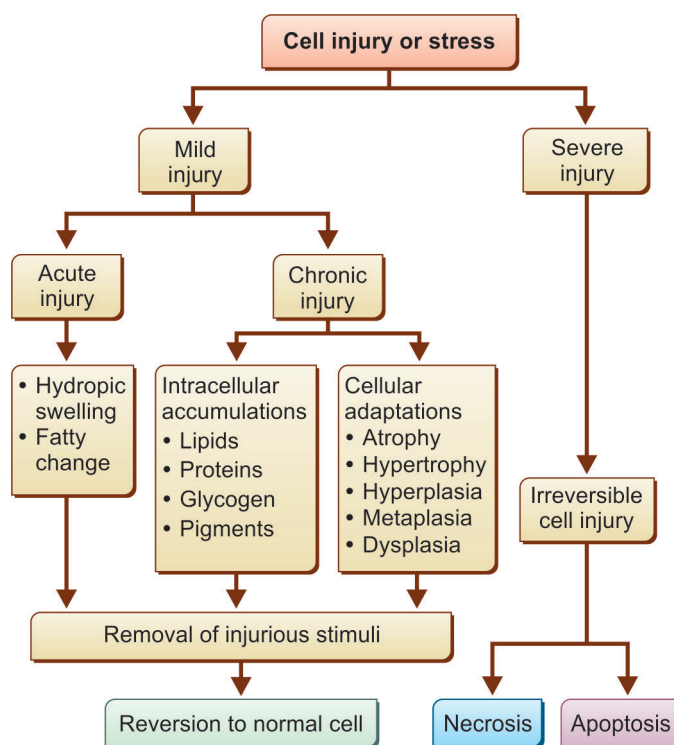 Cell injury or stress
Mild
injury
Severe
injury
Acute
injury
Chronic
injury
• Hydropic
swelling
• Fatty
change
Intracellular
accumulations
• Lipids
• Proteins
• Glycogen
• Pigments
Cellular
adaptations
• Atrophy
• Hypertrophy
• Hyperplasia
• Metaplasia
• Dysplasia
Irreversible
cell injury
Removal of injurious stimuli
Reversion to normal cell
Necrosis
Apoptosis